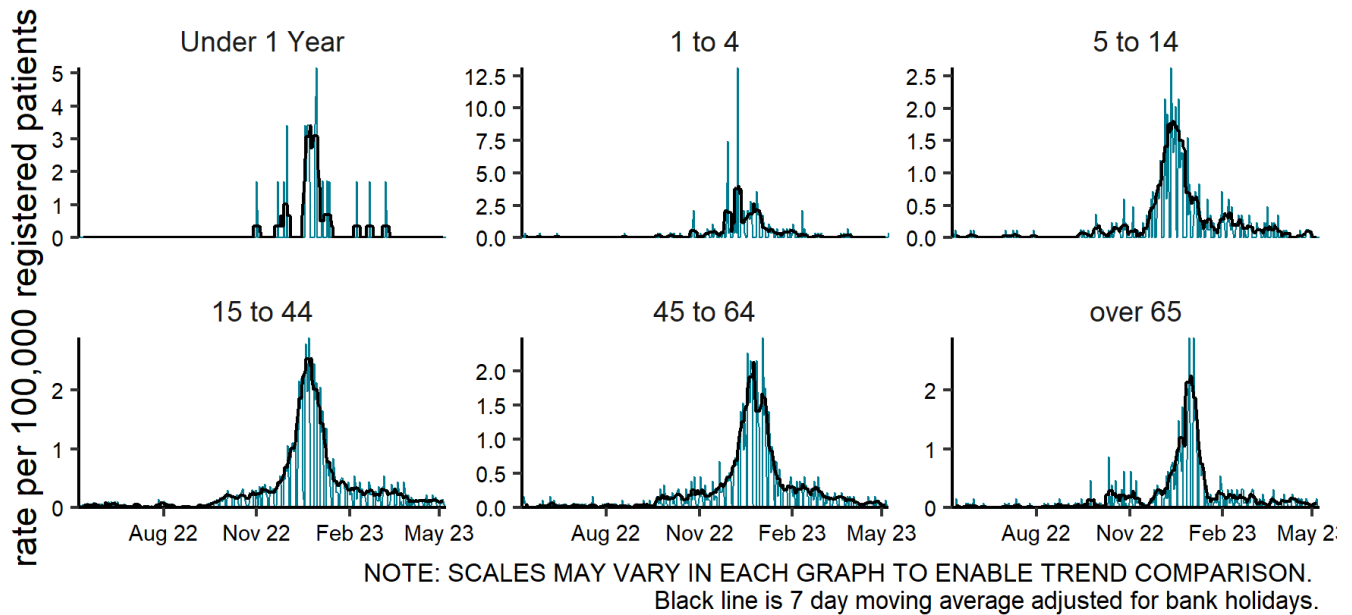 rate per 100,000 registered patients
Under 1 Year
1 to 4
5 to 14
5
4
3
2
1
0
12.5
10.0
7.5
5.0
2.5
0.0
2.5
2.0
1.5
1.0
0.5
0.0
15 to 44
45 to 64
over 65
2
1
0
2.0
1.5
1.0
0.5
0.0
2
1
0
Aug 22 Nov 22 Feb 23 May 23
Aug 22 Nov 22 Feb 23 May 23
Aug 22 Nov 22 Feb 23 May 2
NOTE: SCALES MAY VARY IN EACH GRAPH TO ENABLE TREND COMPARISON.
Black line is 7 day moving average adjusted for bank holidays.